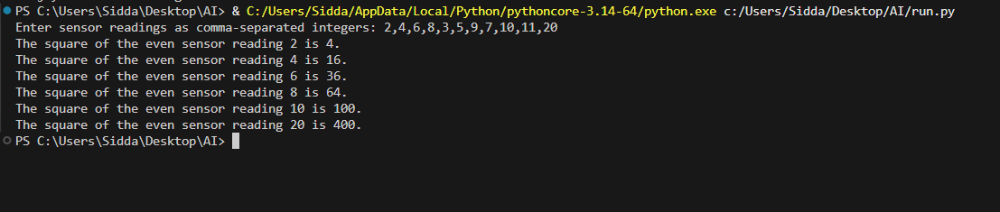 PS C:\Users\Sidda\Desktop\AI> & C:/Users/Sidda/AppData/Local/Python/pythoncore-3.14-64/python.exe c:/Users/Sidda/Desktop/AI/run.py
Enter sensor readings as comma-separated integers: 2,4,6,8,3,5,9,7,10,11,20
The square of the even sensor reading 2 is 4.
The square of the even sensor reading 4 is 16.
The square of the even sensor reading 6 is 36.
The square of the even sensor reading 8 is 64.
The square of the even sensor reading 10 is 100.
The square of the even sensor reading 20 is 400.
PS C:\Users\Sidda\Desktop\AI>